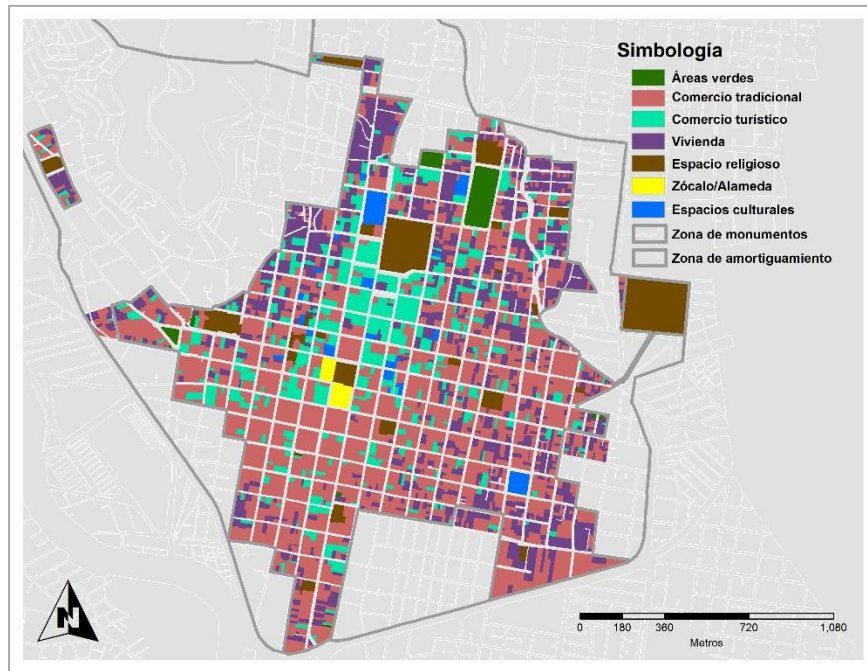 Simbología
Áreas verdes
Comercio tradicional
Comercio turístico
Vivienda
Espacio religioso
Zócalo/Alameda
Espacios culturales
Zona de monumentos
Zona de amortiguamiento
N
0 180 360 720 1,080
Metros